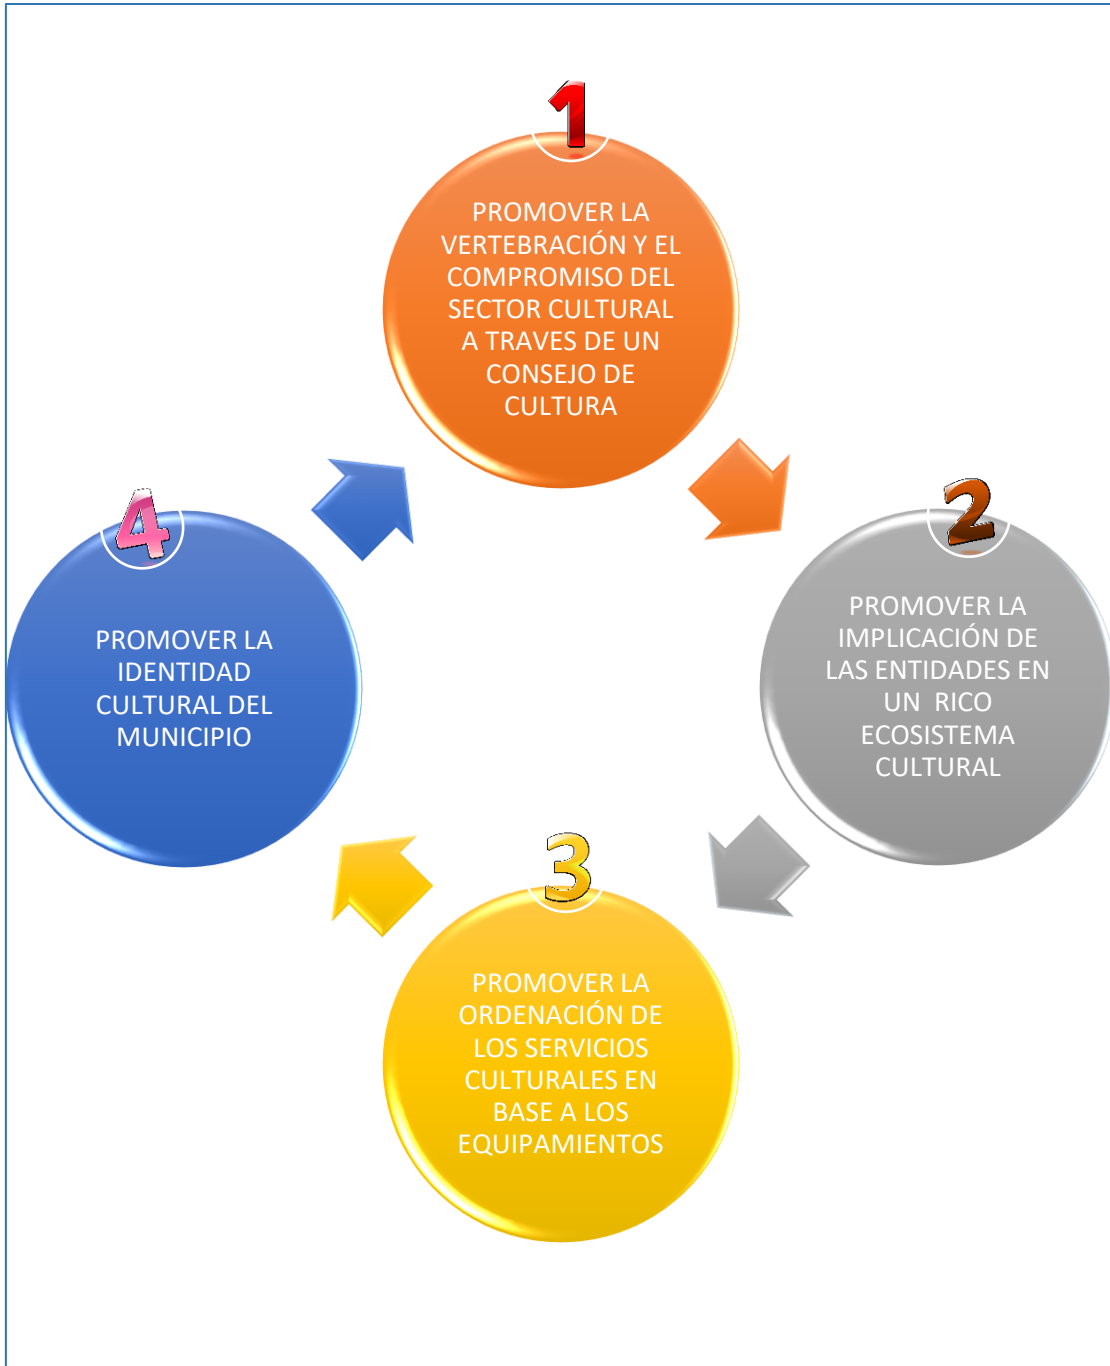 1
PROMOVER LA
VERTEBRACIÓN Y EL
COMPROMISO DEL
SECTOR CULTURAL
A TRAVES DE UN
CONSEJO DE
CULTURA
2
PROMOVER LA
IMPLICACIÓN DE
LAS ENTIDADES EN
UN  RICO
ECOSISTEMA
CULTURAL
3
PROMOVER LA
ORDENACIÓN DE
LOS SERVICIOS
CULTURALES EN
BASE A LOS
EQUIPAMIENTOS
4
PROMOVER LA
IDENTIDAD
CULTURAL DEL
MUNICIPIO